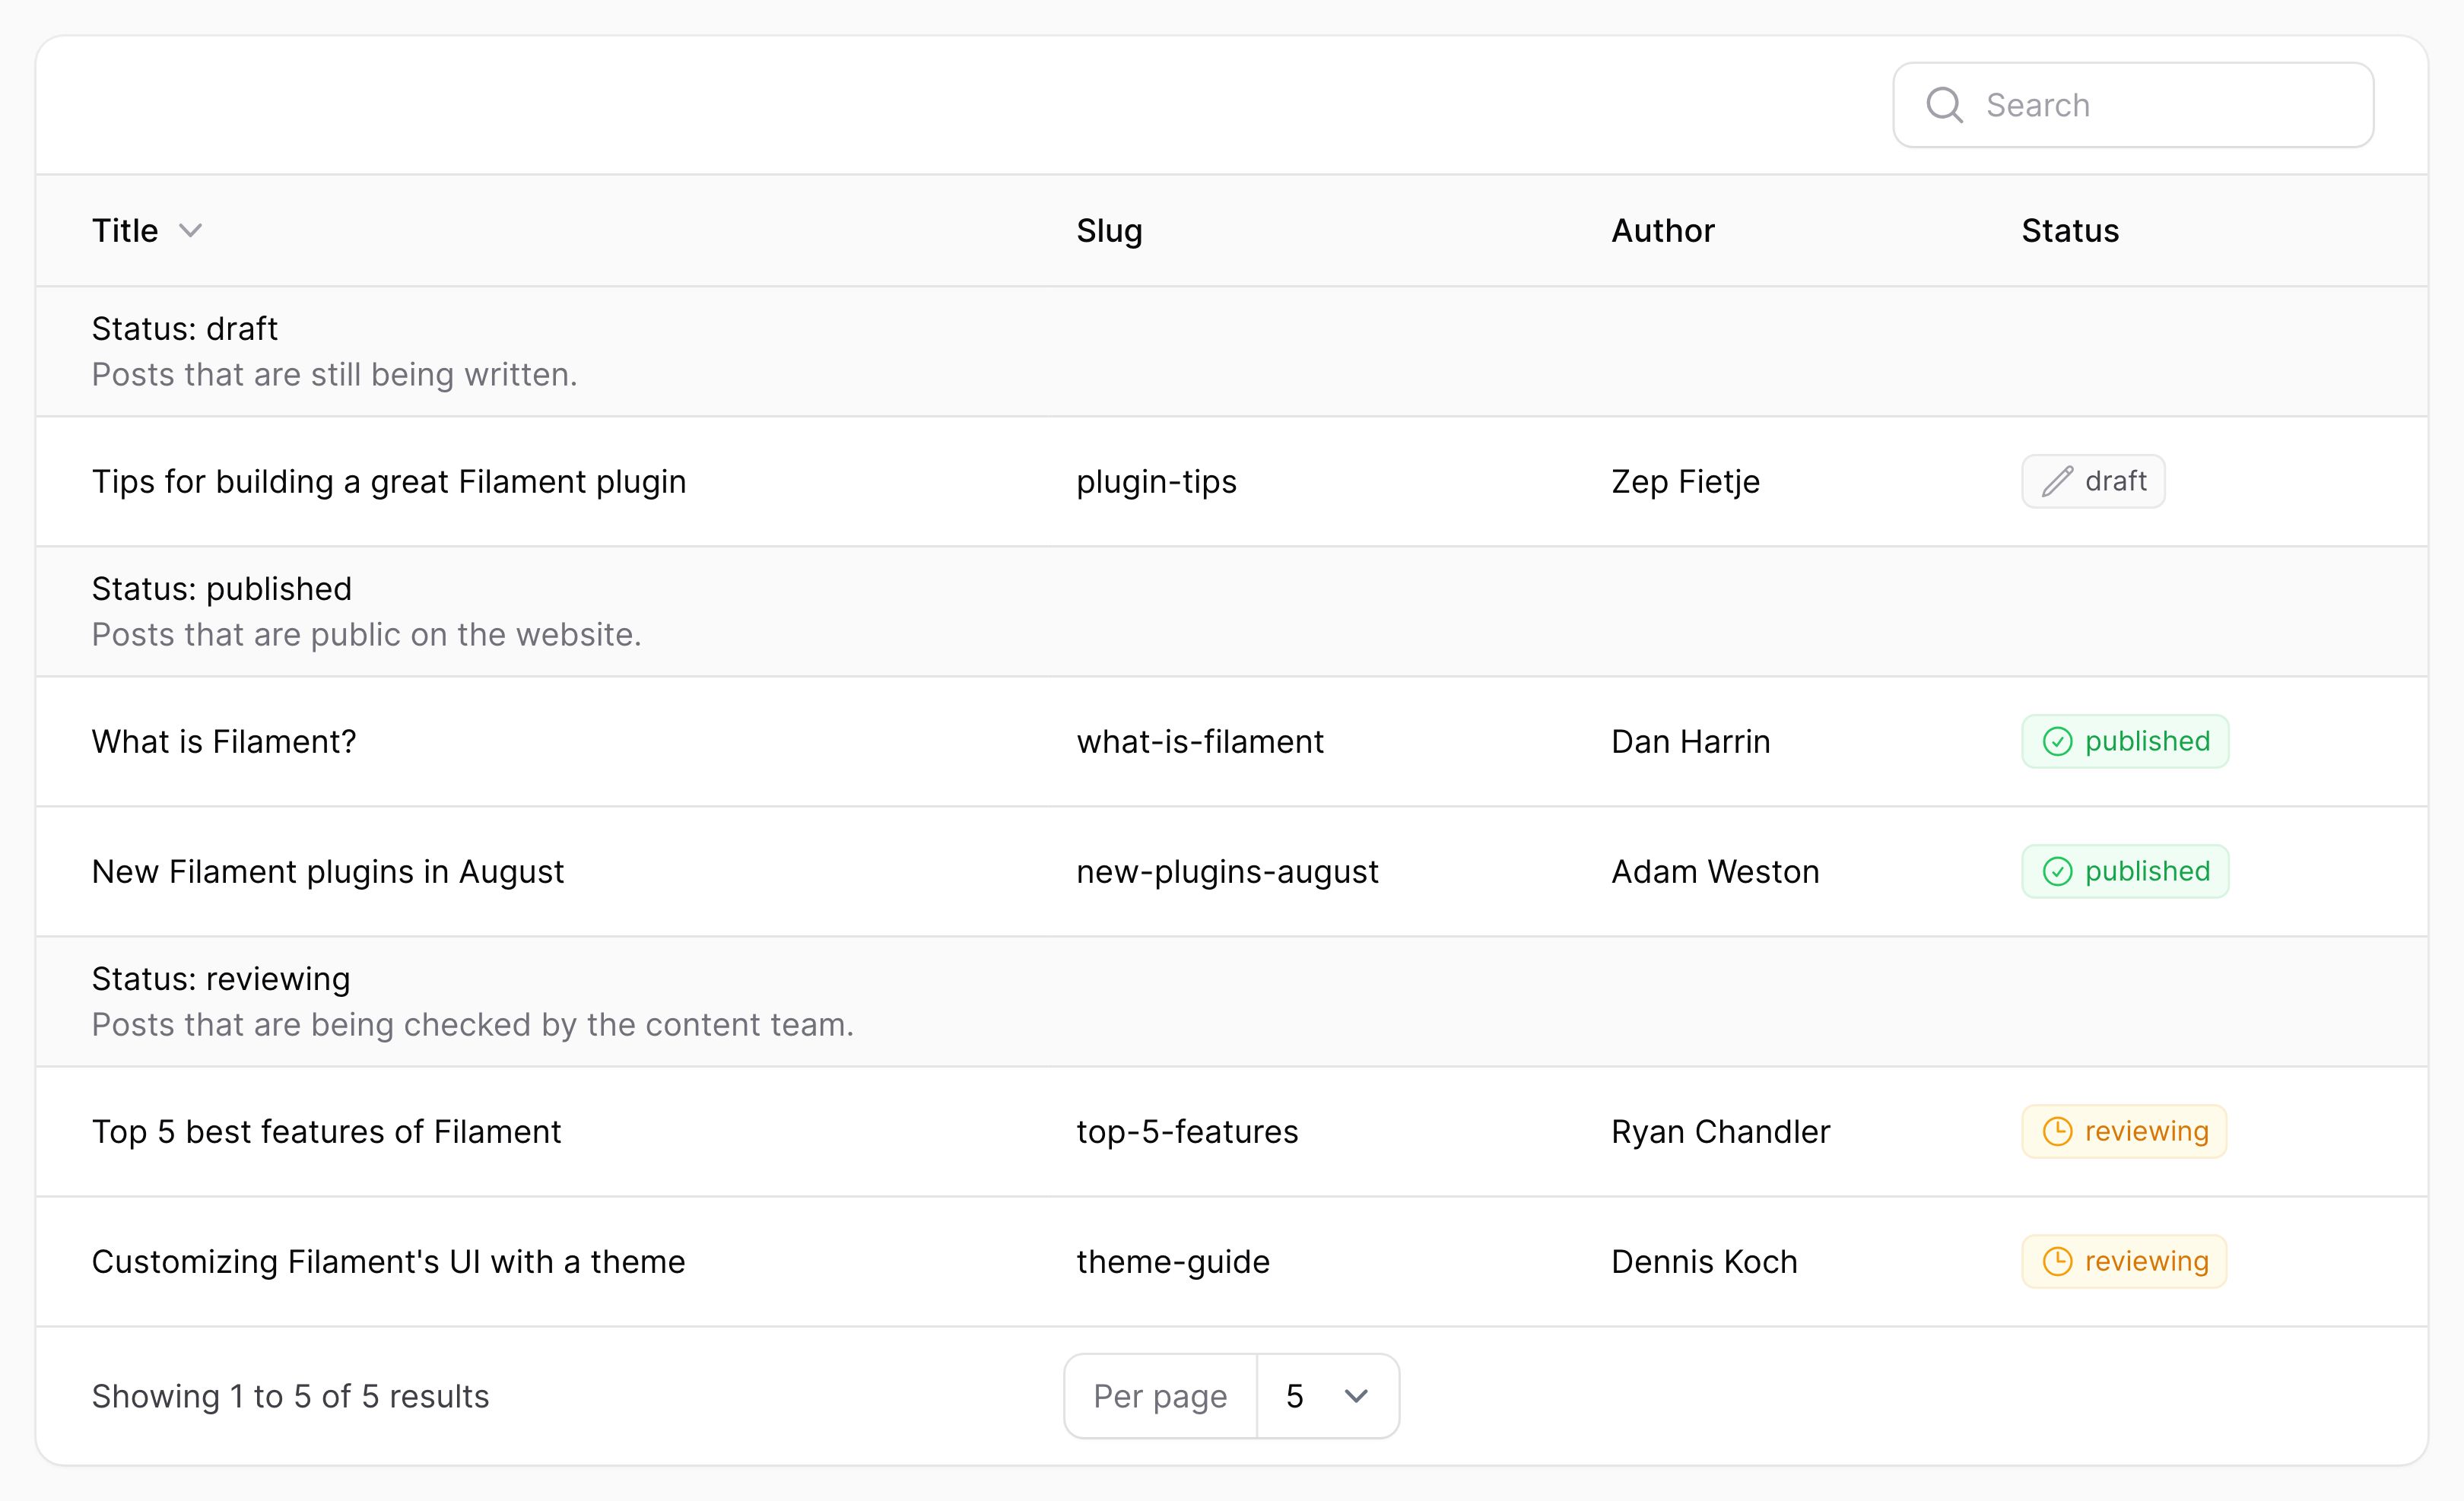 Search
Title Slug Author Status
Status: draft
Posts that are still being written.
Tips for building a great Filament plugin plugin-tips Zep Fietje draft
Status: published
Posts that are public on the website.
What is Filament? what-is-filament Dan Harrin published
New Filament plugins in August new-plugins-august Adam Weston published
Status: reviewing
Posts that are being checked by the content team.
Top 5 best features of Filament top-5-features Ryan Chandler reviewing
Customizing Filament's UI with a theme theme-guide Dennis Koch reviewing
Showing 1 to 5 of 5 results Per page 5